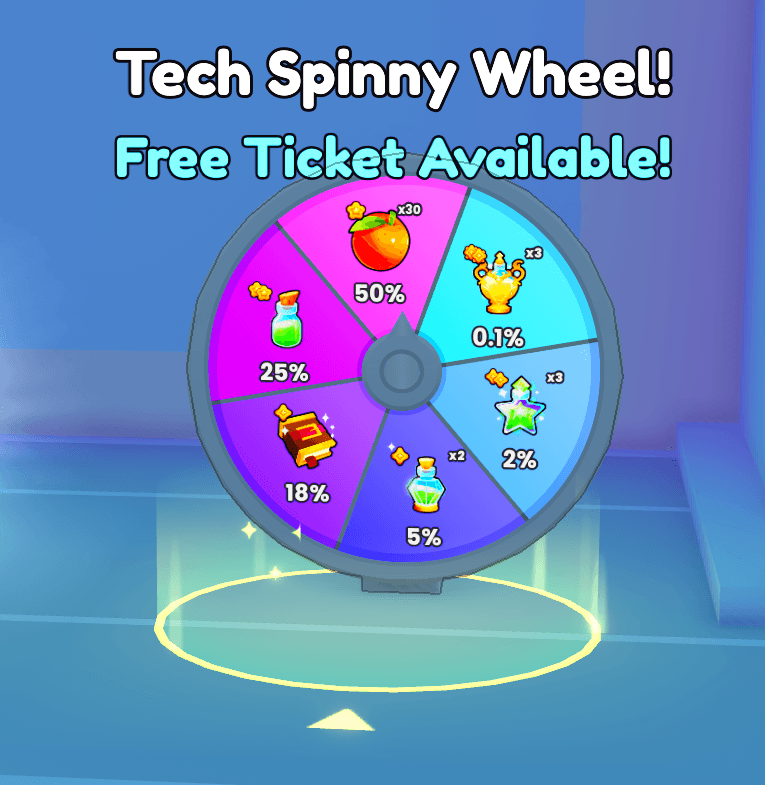 Tech Spinny Wheel!
Free Ticket Available!
x30
50%
x3
0.1%
25%
x3
2%
18%
x2
5%